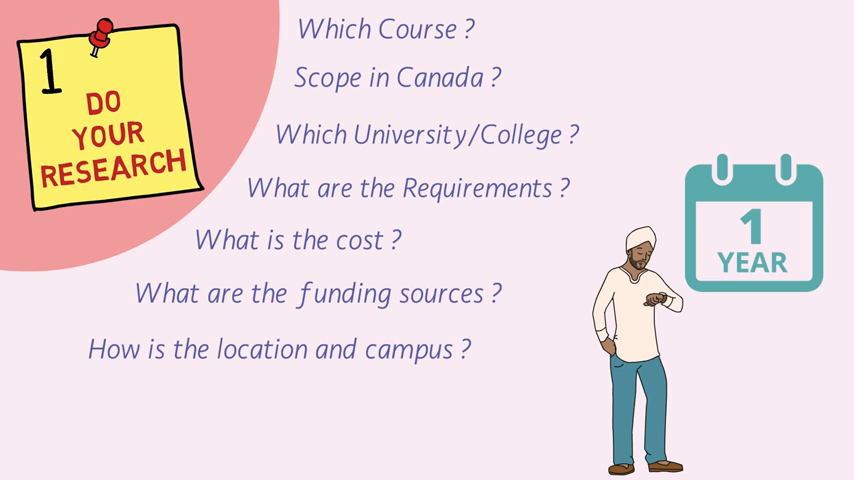 1
DO
YOUR
RESEARCH
Which Course ?
Scope in Canada ?
Which University/College ?
What are the Requirements ?
What is the cost ?
What are the funding sources ?
How is the location and campus ?
1
YEAR